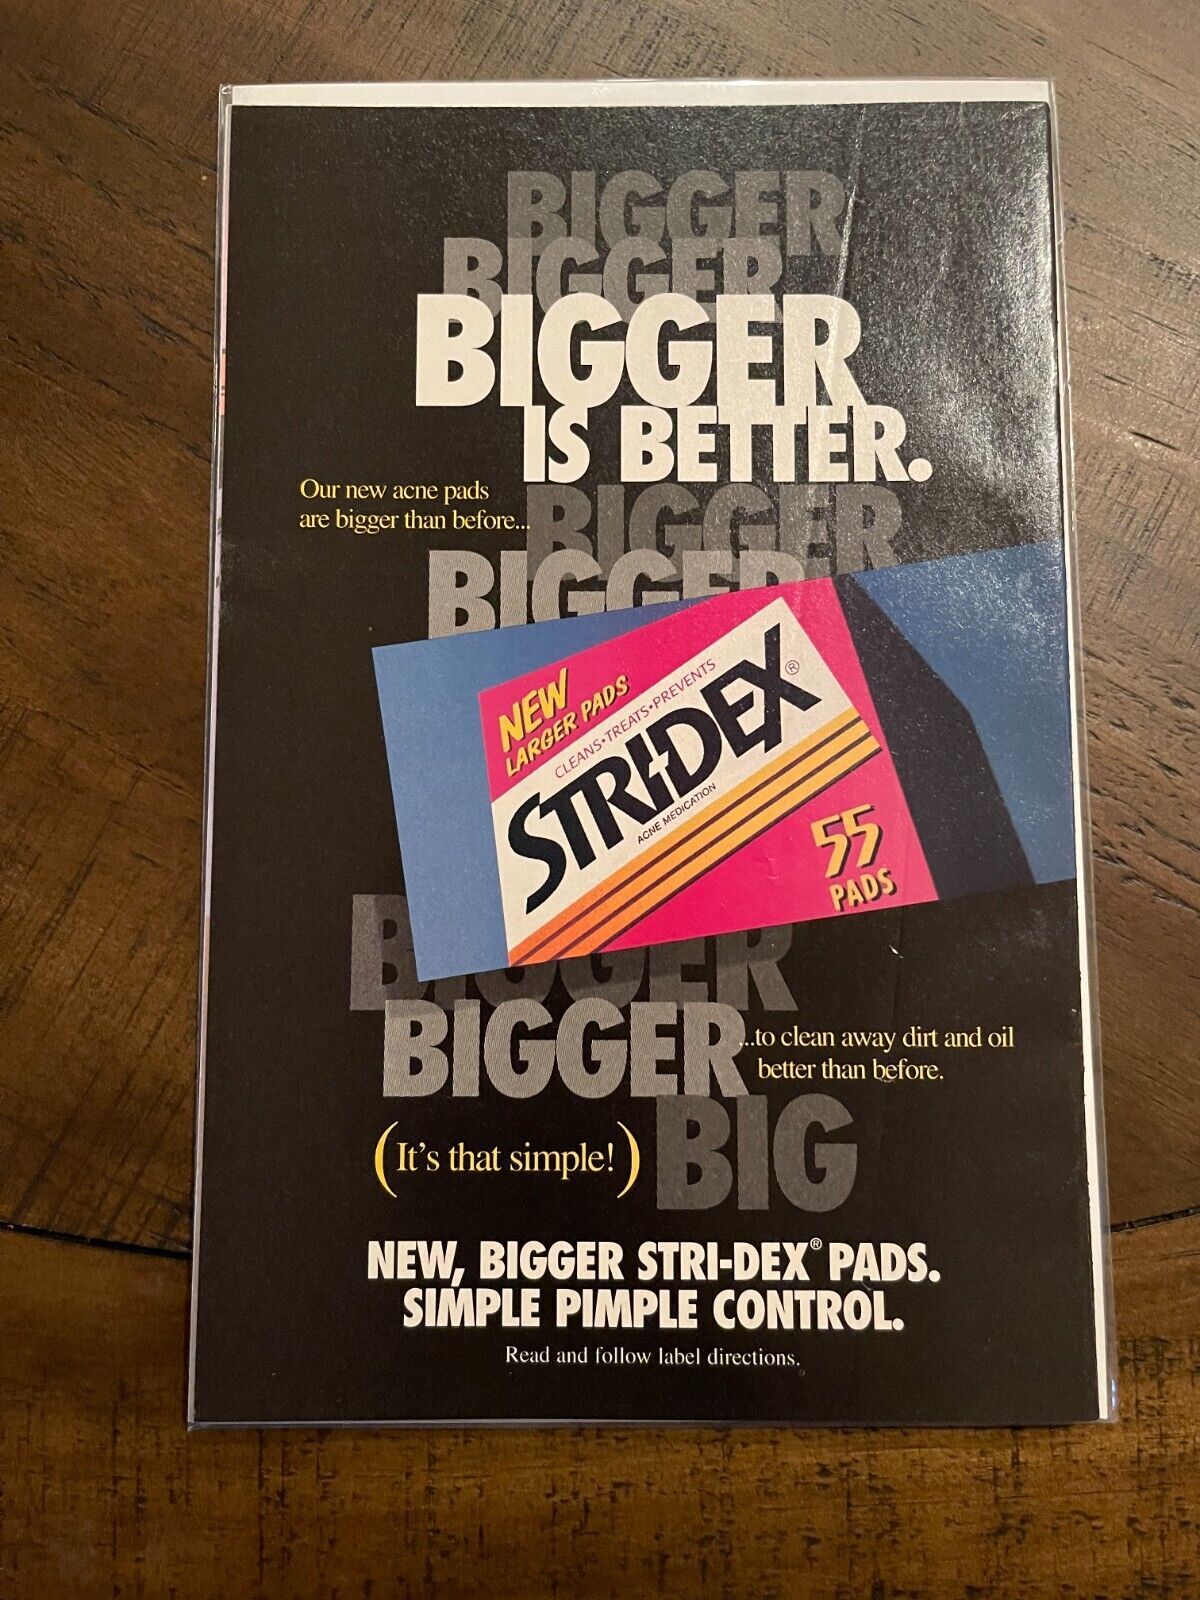 BIGGER
BIGGER
BIGGER
IS BETTER.
Our new acne pads
are bigger than before...
BIGGER
BIGGER
NEW
LARGER PADS
CLEANS•TREATS•PREVENTS
STRI-DEX®
ACNE MEDICATION
55
PADS
BIGGER
BIGGER
...to clean away dirt and oil
better than before.
BIG
(It's that simple!)
NEW, BIGGER STRI-DEX® PADS.
SIMPLE PIMPLE CONTROL.
Read and follow label directions.